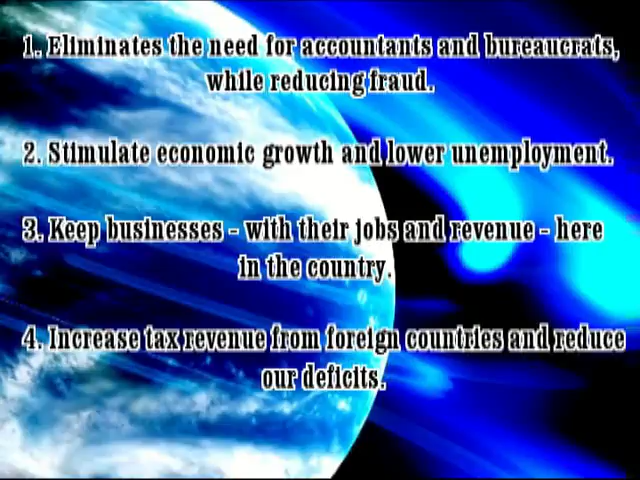 1. Eliminates the need for accountants and bureaucrats,
while reducing fraud.
2. Stimulate economic growth and lower unemployment.
3. Keep businesses - with their jobs and revenue - here
in the country.
4. Increase tax revenue from foreign countries and reduce
our deficits.